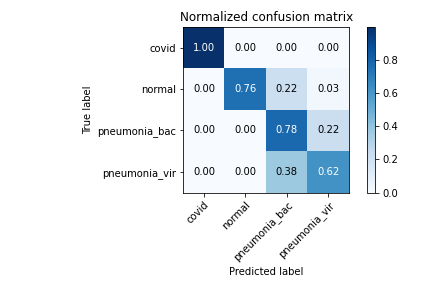 Normalized confusion matrix
covid 1.00 0.00 0.00 0.00
normal 0.00 0.76 0.22 0.03
pneumonia_bac 0.00 0.00 0.78 0.22
pneumonia_vir 0.00 0.00 0.38 0.62
True label
covid normal pneumonia_bac pneumonia_vir
Predicted label
0.8
0.6
0.4
0.2
0.0